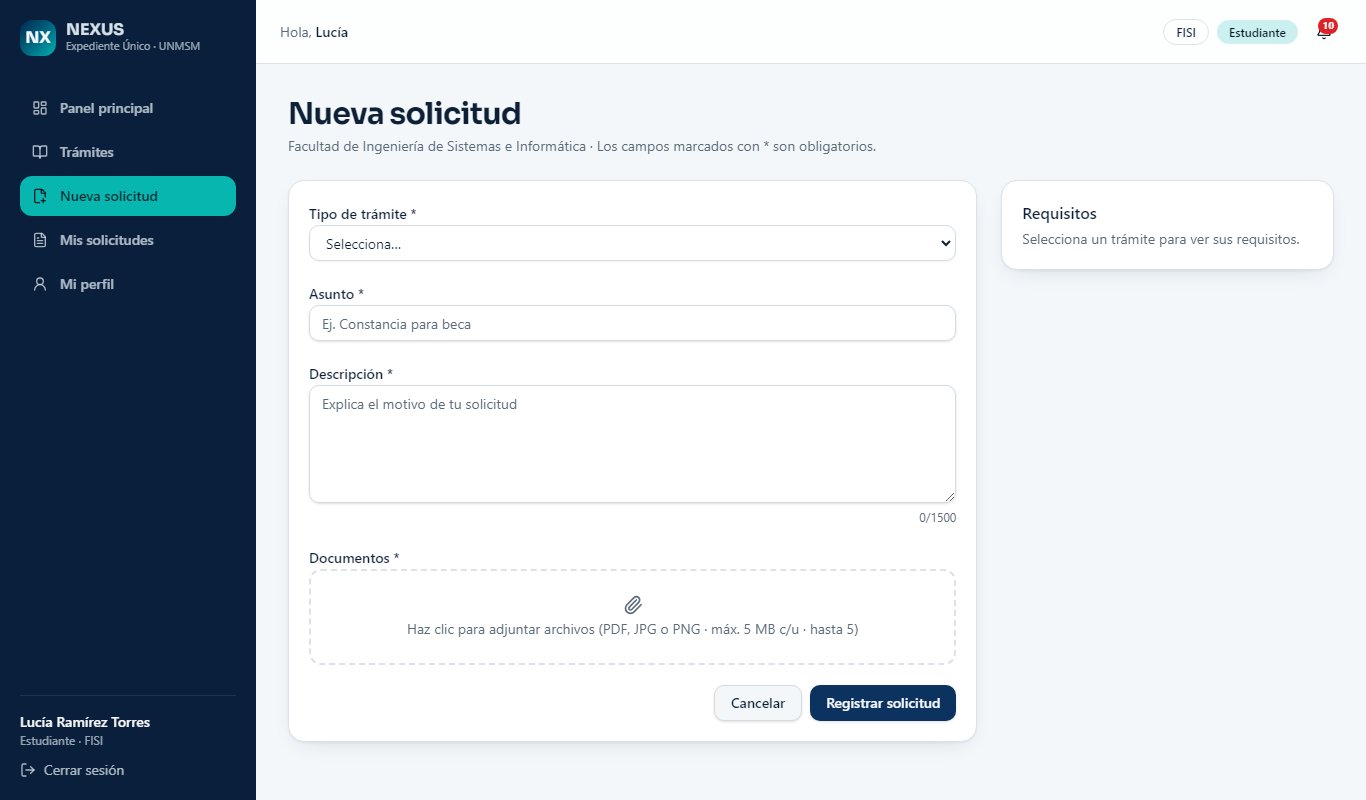 NX
NEXUS
Expediente Único · UNMSM
Panel principal
Trámites
Nueva solicitud
Mis solicitudes
Mi perfil
Lucía Ramírez Torres
Estudiante · FISI
Cerrar sesión
Hola, Lucía
FISI
Estudiante
10
Nueva solicitud
Facultad de Ingeniería de Sistemas e Informática · Los campos marcados con * son obligatorios.
Tipo de trámite *
Selecciona...
Asunto *
Ej. Constancia para beca
Descripción *
Explica el motivo de tu solicitud
0/1500
Documentos *
Haz clic para adjuntar archivos (PDF, JPG o PNG · máx. 5 MB c/u · hasta 5)
Cancelar
Registrar solicitud
Requisitos
Selecciona un trámite para ver sus requisitos.